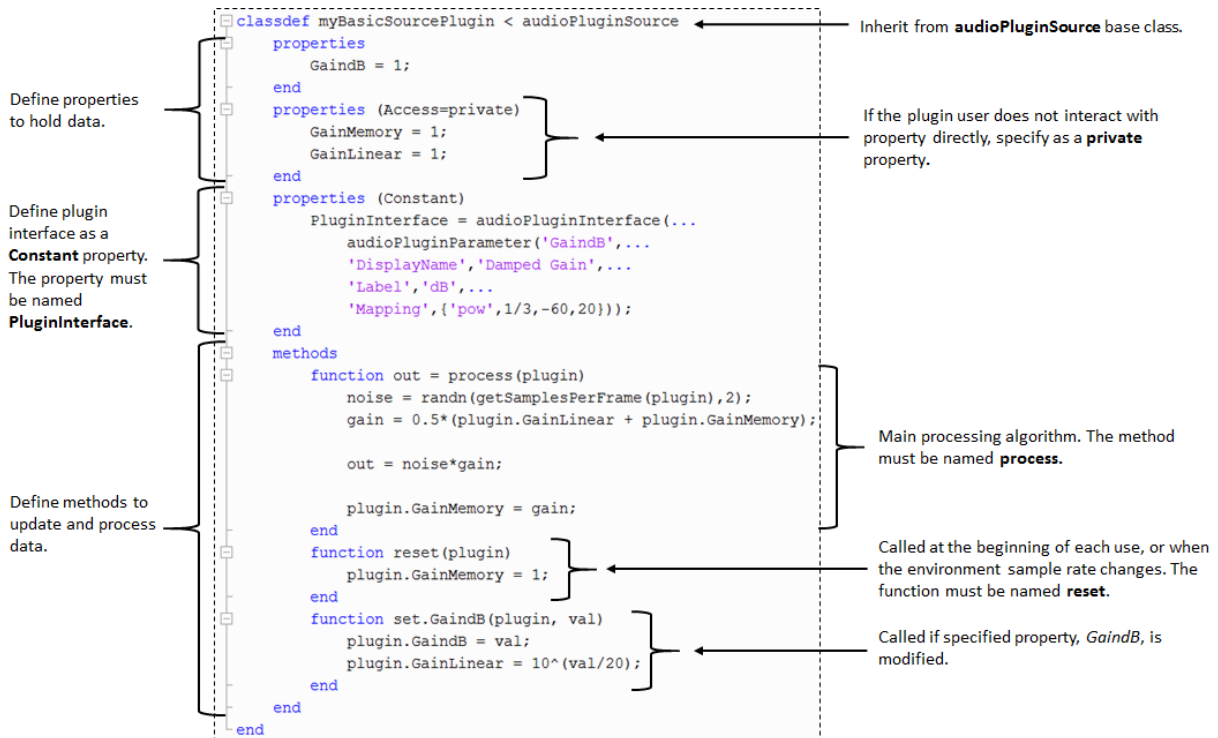 classdef myBasicSourcePlugin < audioPluginSource
    properties
        GaindB = 1;
    end
    properties (Access=private)
        GainMemory = 1;
        GainLinear = 1;
    end
    properties (Constant)
        PluginInterface = audioPluginInterface(...
            audioPluginParameter('GaindB',...
            'DisplayName','Damped Gain',...
            'Label','dB',...
            'Mapping',{'pow',1/3,-60,20}));
    end
    methods
        function out = process(plugin)
            noise = randn(getSamplesPerFrame(plugin),2);
            gain = 0.5*(plugin.GainLinear + plugin.GainMemory);
            out = noise*gain;
            plugin.GainMemory = gain;
        end
        function reset(plugin)
            plugin.GainMemory = 1;
        end
        function set.GaindB(plugin, val)
            plugin.GaindB = val;
            plugin.GainLinear = 10^(val/20);
        end
    end
end
Define properties
to hold data.
Define plugin
interface as a
Constant property.
The property must
be named
PluginInterface.
Define methods to
update and process
data.
Inherit from audioPluginSource base class.
If the plugin user does not interact with
property directly, specify as a private
property.
Main processing algorithm. The method
must be named process.
Called at the beginning of each use, or when
the environment sample rate changes. The
function must be named reset.
Called if specified property, GaindB, is
modified.